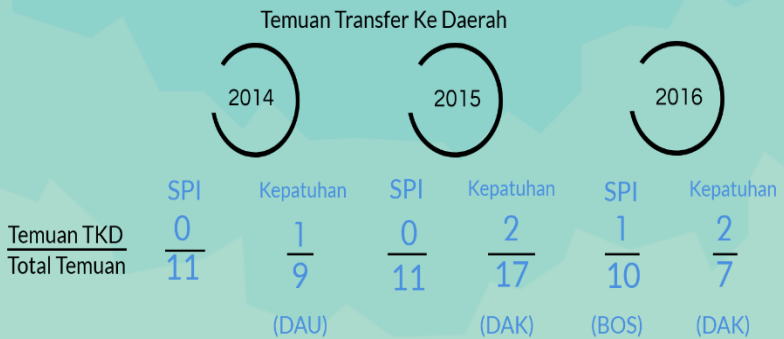 Temuan Transfer Ke Daerah
2014 2015 2016
SPI Kepatuhan SPI Kepatuhan SPI Kepatuhan
Temuan TKD 0 1 0 2 1 2
Total Temuan 11 9 11 17 10 7
(DAU) (DAK) (BOS) (DAK)